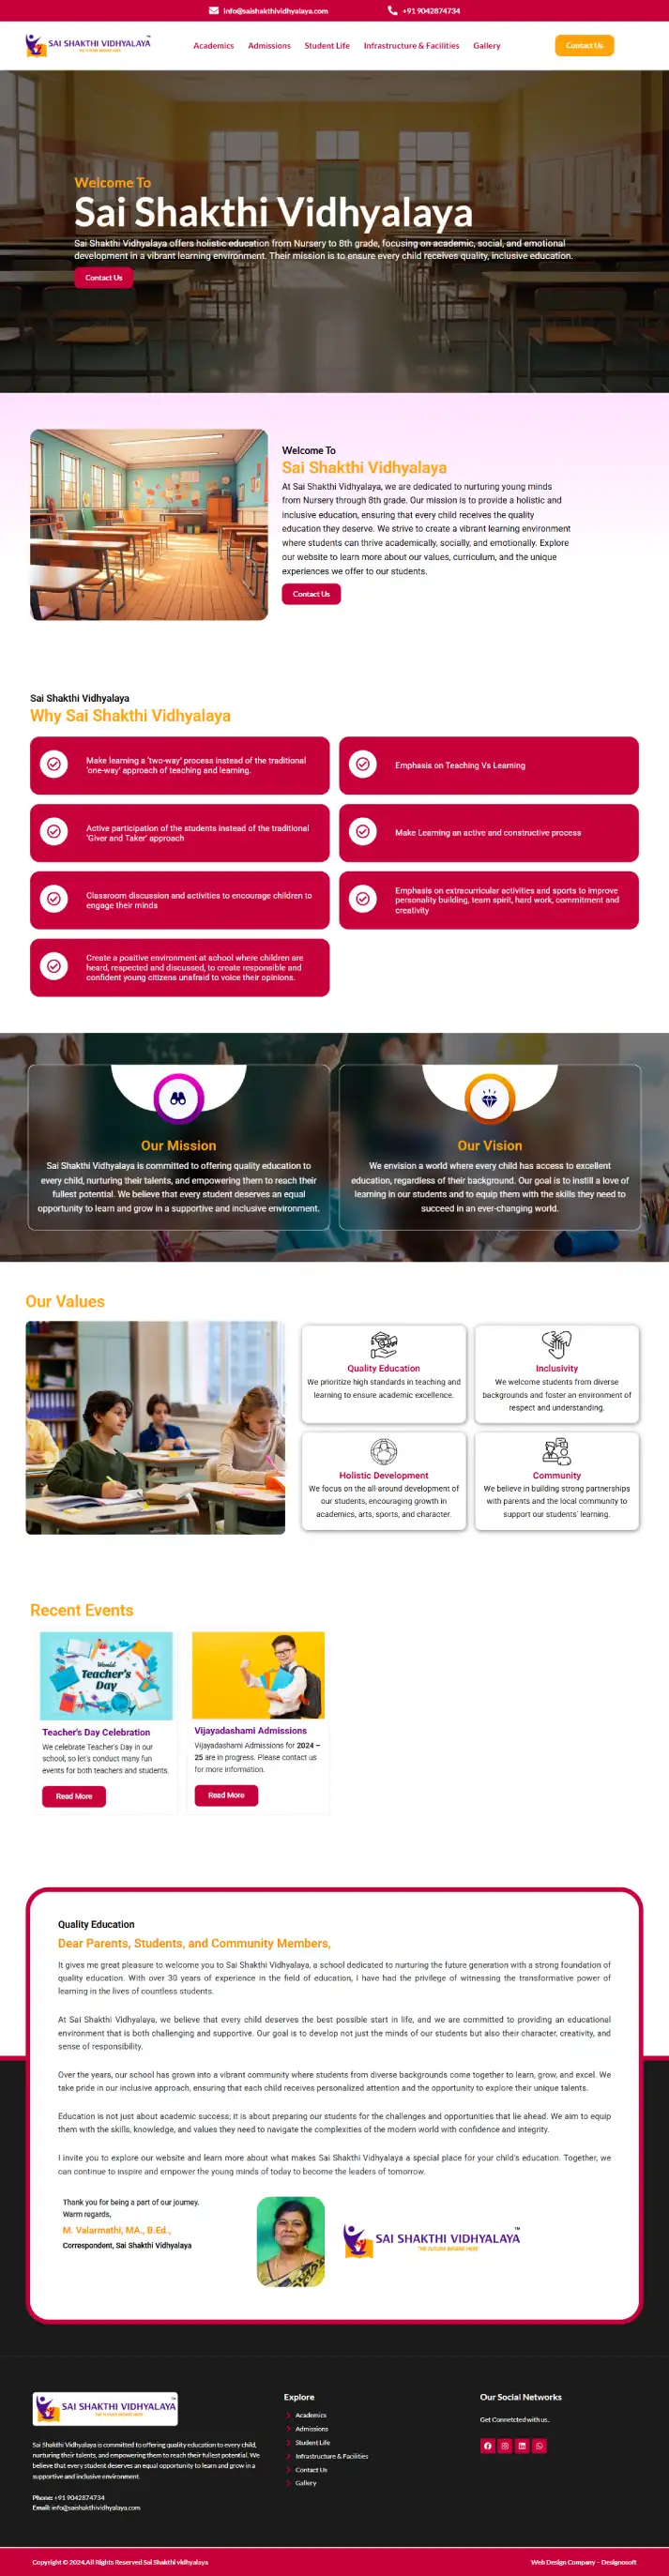 info@saishakthividhyalaya.com
+91 9042874734
SAI SHAKTHI VIDHYALAYA™
THE FUTURE BEGINS HERE
Academics
Admissions
Student Life
Infrastructure & Facilities
Gallery
Contact Us
Welcome To
Sai Shakthi Vidhyalaya
Sai Shakthi Vidhyalaya offers holistic education from Nursery to 8th grade, focusing on academic, social, and emotional
development in a vibrant learning environment. Their mission is to ensure every child receives quality, inclusive education.
Contact Us
Welcome To
Sai Shakthi Vidhyalaya
At Sai Shakthi Vidhyalaya, we are dedicated to nurturing young minds
from Nursery through 8th grade. Our mission is to provide a holistic and
inclusive education, ensuring that every child receives the quality
education they deserve. We strive to create a vibrant learning environment
where students can thrive academically, socially, and emotionally. Explore
our website to learn more about our values, curriculum, and the unique
experiences we offer to our students.
Contact Us
Sai Shakthi Vidhyalaya
Why Sai Shakthi Vidhyalaya
Make learning a 'two-way' process instead of the traditional
'one-way' approach of teaching and learning.
Emphasis on Teaching Vs Learning
Active participation of the students instead of the traditional
'Giver and Taker' approach
Make Learning an active and constructive process
Classroom discussion and activities to encourage children to
engage their minds
Emphasis on extracurricular activities and sports to improve
personality building, team spirit, hard work, commitment and
creativity
Create a positive environment at school where children are
heard, respected and discussed, to create responsible and
confident young citizens unafraid to voice their opinions.
Our Mission
Sai Shakthi Vidhyalaya is committed to offering quality education to
every child, nurturing their talents, and empowering them to reach their
fullest potential. We believe that every student deserves an equal
opportunity to learn and grow in a supportive and inclusive environment.
Our Vision
We envision a world where every child has access to excellent
education, regardless of their background. Our goal is to instill a love of
learning in our students and to equip them with the skills they need to
succeed in an ever-changing world.
Our Values
Quality Education
We prioritize high standards in teaching and
learning to ensure academic excellence.
Inclusivity
We welcome students from diverse
backgrounds and foster an environment of
respect and understanding.
Holistic Development
We focus on the all-around development of
our students, encouraging growth in
academics, arts, sports, and character.
Community
We believe in building strong partnerships
with parents and the local community to
support our students' learning.
Recent Events
World
Teacher's
Day
Teacher's Day Celebration
We celebrate Teacher's Day in our
school, so let's conduct many fun
events for both teachers and students.
Read More
Vijayadashami Admissions
Vijayadashami Admissions for 2024 –
25 are in progress. Please contact us
for more information.
Read More
Quality Education
Dear Parents, Students, and Community Members,
It gives me great pleasure to welcome you to Sai Shakthi Vidhyalaya, a school dedicated to nurturing the future generation with a strong foundation of
quality education. With over 30 years of experience in the field of education, I have had the privilege of witnessing the transformative power of
learning in the lives of countless students.
At Sai Shakthi Vidhyalaya, we believe that every child deserves the best possible start in life, and we are committed to providing an educational
environment that is both challenging and supportive. Our goal is to develop not just the minds of our students but also their character, creativity, and
sense of responsibility.
Over the years, our school has grown into a vibrant community where students from diverse backgrounds come together to learn, grow, and excel. We
take pride in our inclusive approach, ensuring that each child receives personalized attention and the opportunity to explore their unique talents.
Education is not just about academic success; it is about preparing our students for the challenges and opportunities that lie ahead. We aim to equip
them with the skills, knowledge, and values they need to navigate the complexities of the modern world with confidence and integrity.
I invite you to explore our website and learn more about what makes Sai Shakthi Vidhyalaya a special place for your child's education. Together, we
can continue to inspire and empower the young minds of today to become the leaders of tomorrow.
Thank you for being a part of our journey.
Warm regards,
M. Valarmathi, MA., B.Ed.,
Correspondent, Sai Shakthi Vidhyalaya
SAI SHAKTHI VIDHYALAYA™
THE FUTURE BEGINS HERE
SAI SHAKTHI VIDHYALAYA™
THE FUTURE BEGINS HERE
Sai Shakthi Vidhyalaya is committed to offering quality education to every child,
nurturing their talents, and empowering them to reach their fullest potential. We
believe that every student deserves an equal opportunity to learn and grow in a
supportive and inclusive environment.
Phone: +91 9042874734
Email: info@saishakthividhyalaya.com
Explore
Academics
Admissions
Student Life
Infrastructure & Facilities
Contact Us
Gallery
Our Social Networks
Get Connetcted with us..
Copyright © 2024,All Rights Reserved Sai Shakthi vidhyalaya
Web Design Company – Designosoft